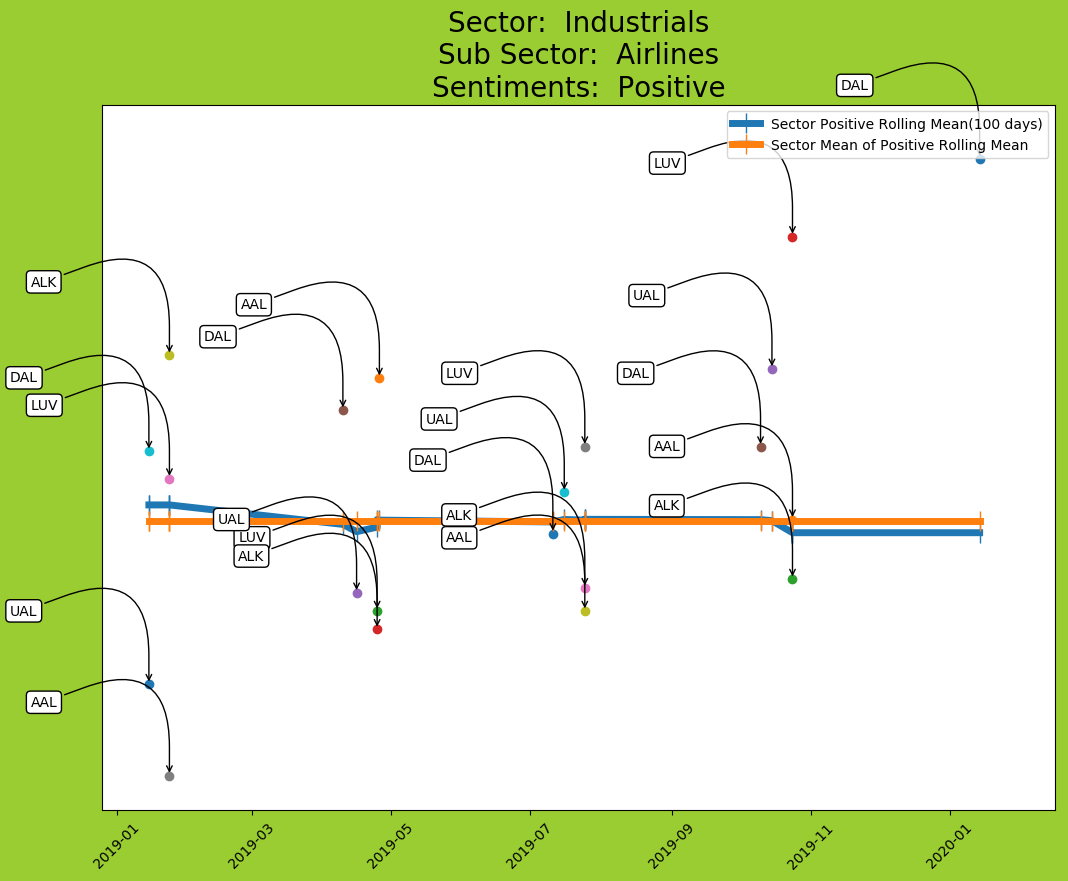 Sector:  Industrials
Sub Sector:  Airlines
Sentiments:  Positive
DAL
Sector Positive Rolling Mean(100 days)
Sector Mean of Positive Rolling Mean
LUV
ALK
UAL
AAL
DAL
DAL
LUV
DAL
DAL
LUV
UAL
AAL
DAL
ALK
ALK
UAL
LUV
AAL
ALK
UAL
AAL
2019-01
2019-03
2019-05
2019-07
2019-09
2019-11
2020-01